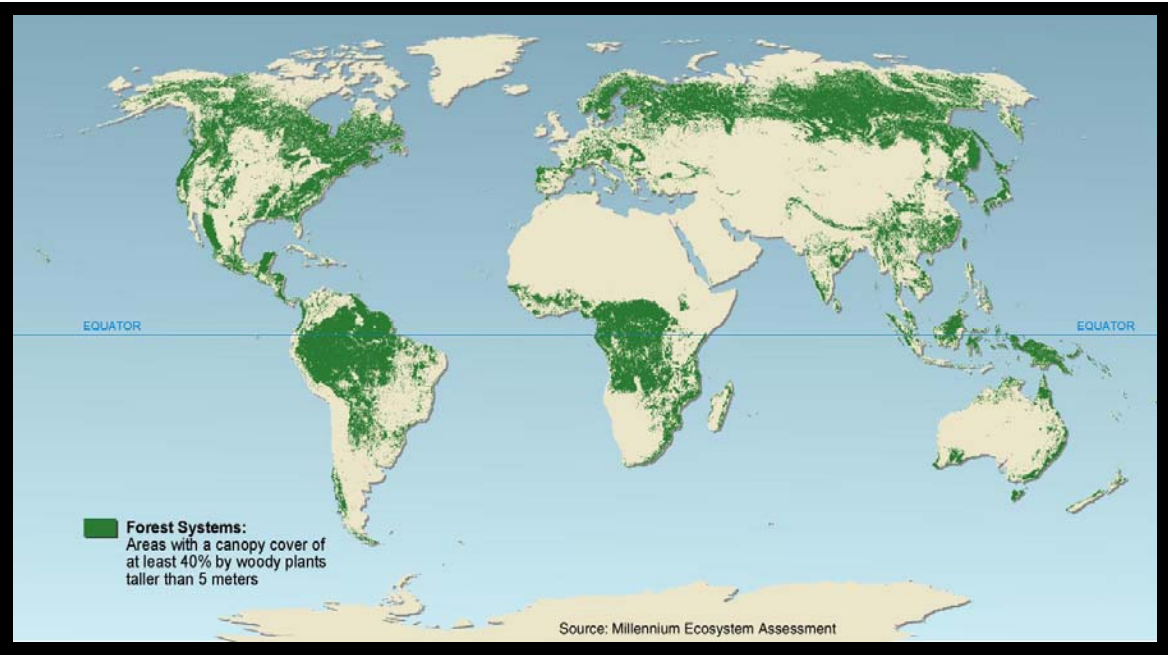 EQUATOR
EQUATOR
Forest Systems:
Areas with a canopy cover of
at least 40% by woody plants
taller than 5 meters
Source: Millennium Ecosystem Assessment